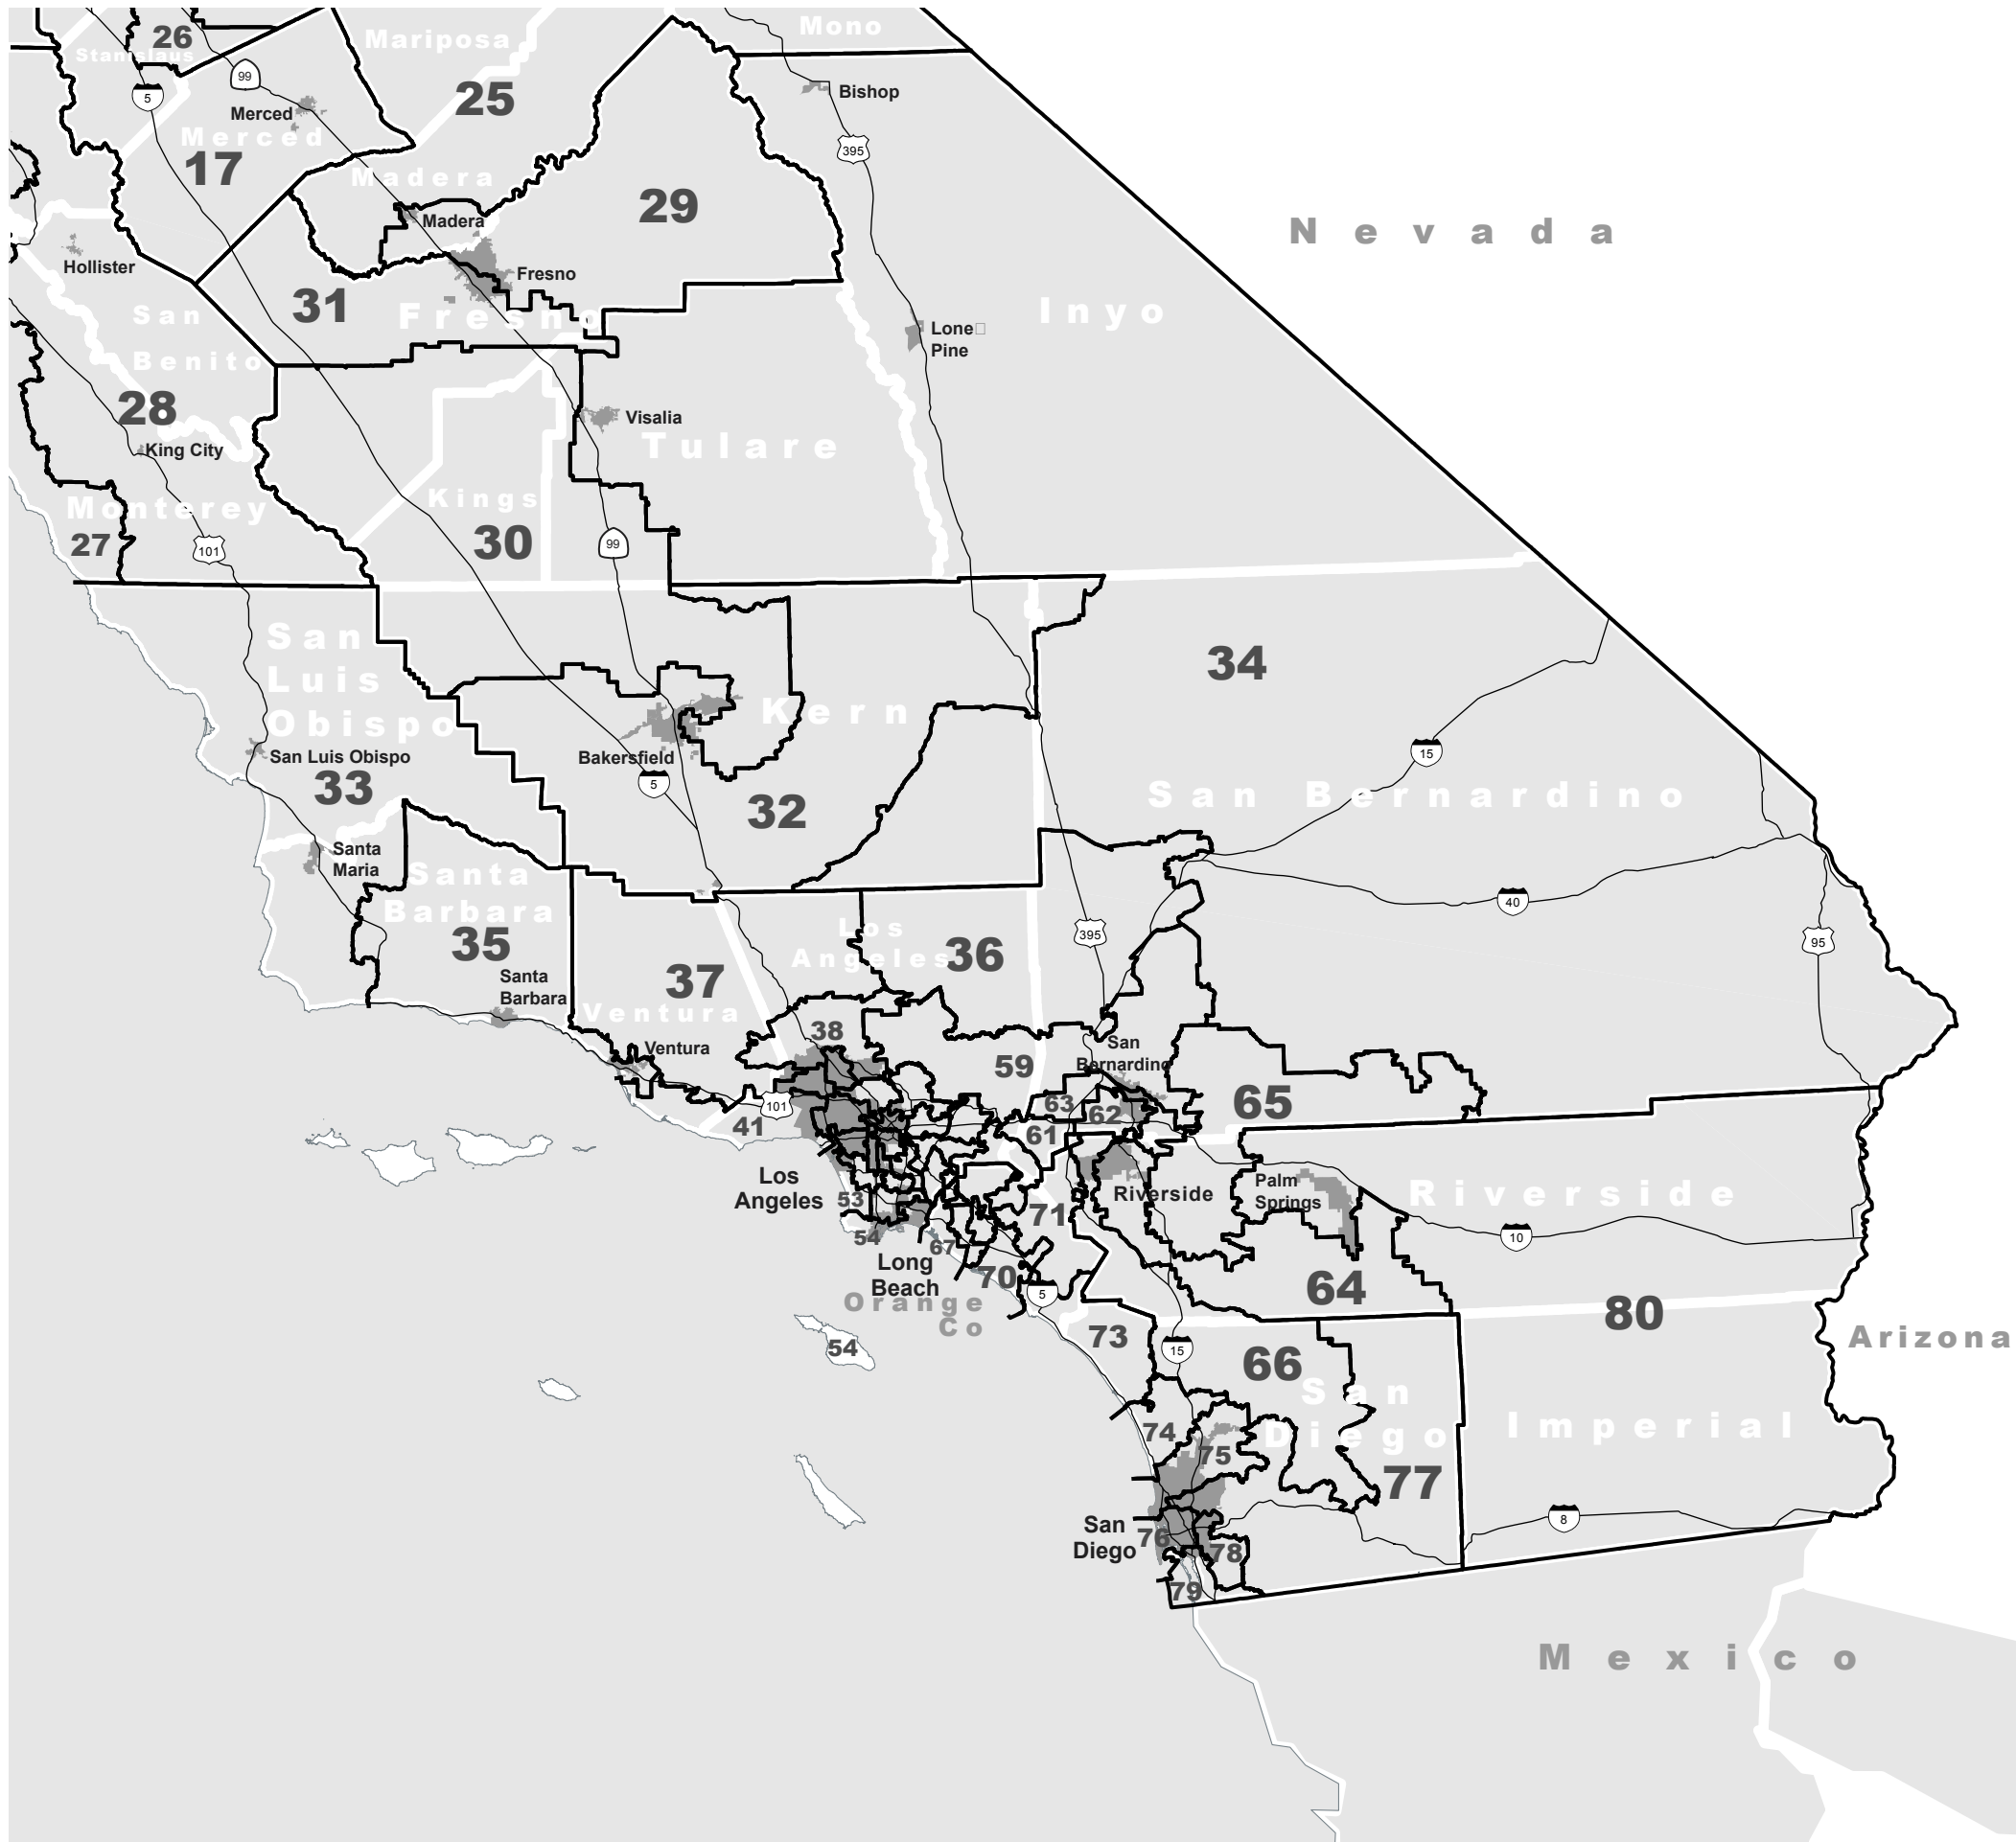 26
Mariposa
Mono
Stanislaus
99
5
25
Bishop
Merced
Merced
395
17
Madera
29
Madera
Nevada
Hollister
Fresno
31
San
Fresno
Inyo
Lone
Pine
Benito
28
Visalia
King City
Tulare
Kings
Monterey
27
101
30
99
San
Luis
Obispo
34
Kern
San Luis Obispo
Bakersfield
15
33
5
32
San Bernardino
Santa
Maria
Santa
Barbara
40
35
Los
Angeles
36
395
95
Santa
Barbara
37
Ventura
38
San
Bernardino
Ventura
59
65
101
63
62
41
61
Los
Angeles
53
Riverside
Palm
Springs
Riverside
71
54
67
10
Long
Beach
70
64
5
80
Orange
Co
73
Arizona
54
15
66
San
Diego
Imperial
74
75
77
8
San
Diego
76
78
79
Mexico